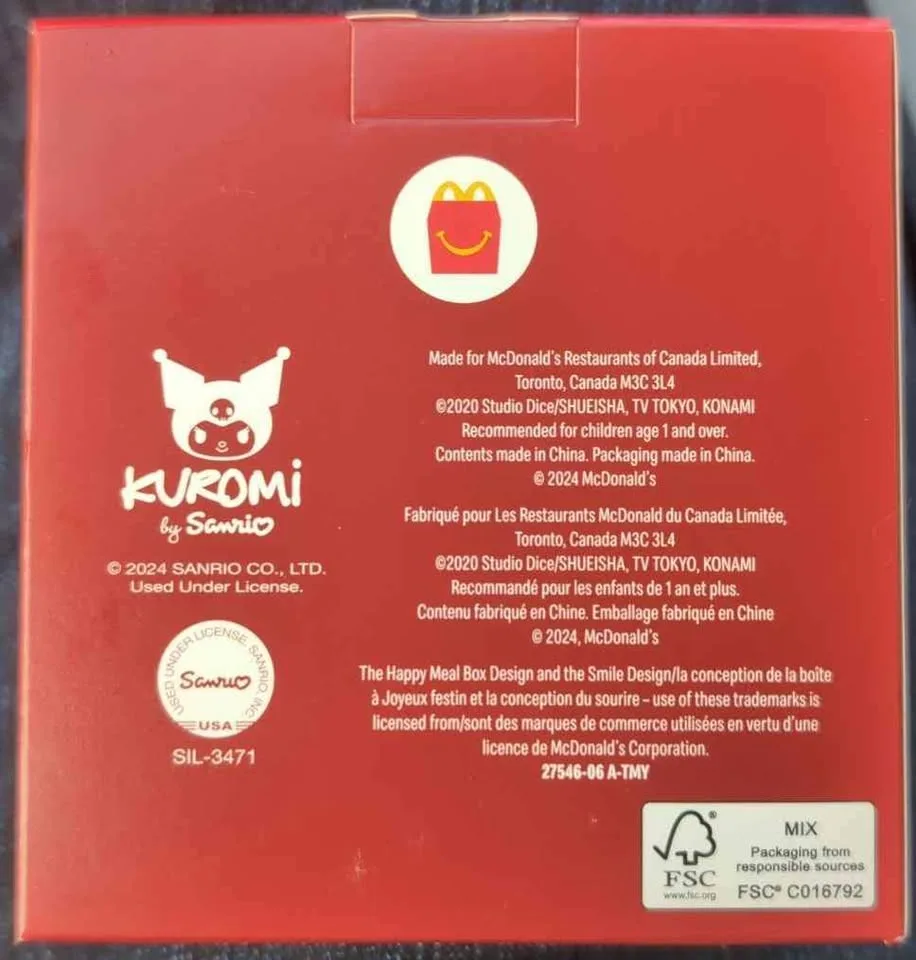 KUROMi
by Sanrio
© 2024 SANRIO CO., LTD.
Used Under License.
USED UNDER LICENSE. SANRIO, INC.
Sanrio
USA
SIL-3471
Made for McDonald's Restaurants of Canada Limited,
Toronto, Canada M3C 3L4
©2020 Studio Dice/SHUEISHA, TV TOKYO, KONAMI
Recommended for children age 1 and over.
Contents made in China. Packaging made in China.
© 2024 McDonald's
Fabriqué pour Les Restaurants McDonald du Canada Limitée,
Toronto, Canada M3C 3L4
©2020 Studio Dice/SHUEISHA, TV TOKYO, KONAMI
Recommandé pour les enfants de 1 an et plus.
Contenu fabriqué en Chine. Emballage fabriqué en Chine
© 2024, McDonald's
The Happy Meal Box Design and the Smile Design/la conception de la boîte
à Joyeux festin et la conception du sourire – use of these trademarks is
licensed from/sont des marques de commerce utilisées en vertu d'une
licence de McDonald's Corporation.
27546-06 A-TMY
FSC
www.fsc.org
MIX
Packaging from
responsible sources
FSC® C016792